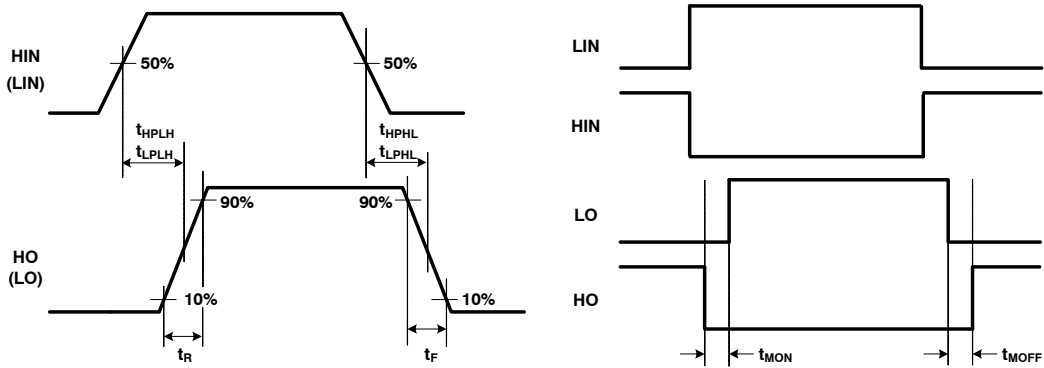 HIN
(LIN)
50%
50%
tHPLH
tLPLH
tHPHL
tLPHL
90%
90%
HO
(LO)
10%
10%
tR
tF
LIN
HIN
LO
HO
tMON
tMOFF